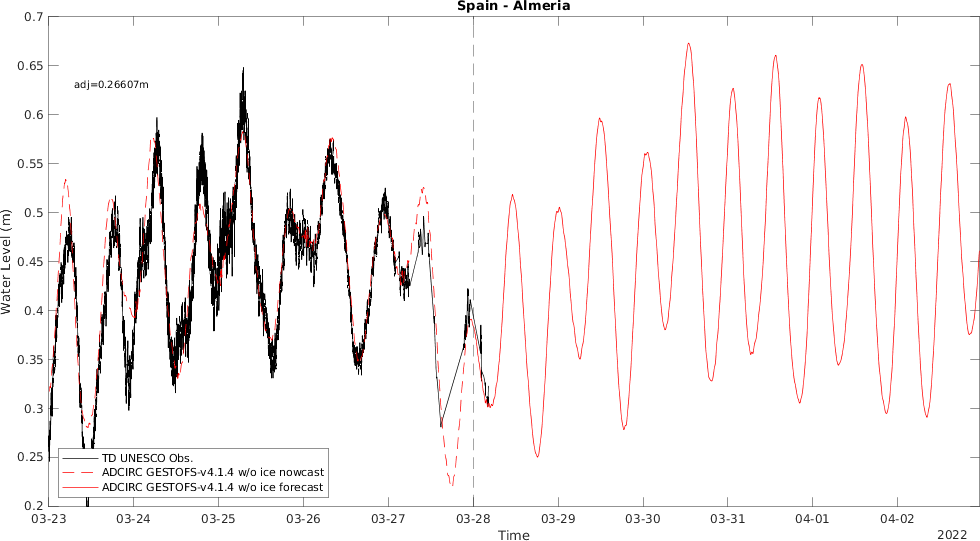 Spain - Almeria
0.7
0.65
adj=0.26607m
0.6
0.55
0.5
0.45
0.4
0.35
0.3
0.25
0.2
Water Level (m)
TD UNESCO Obs.
ADCIRC GESTOFS-v4.1.4 w/o ice nowcast
ADCIRC GESTOFS-v4.1.4 w/o ice forecast
03-23 03-24 03-25 03-26 03-27 03-28 03-29 03-30 03-31 04-01 04-02
Time
2022